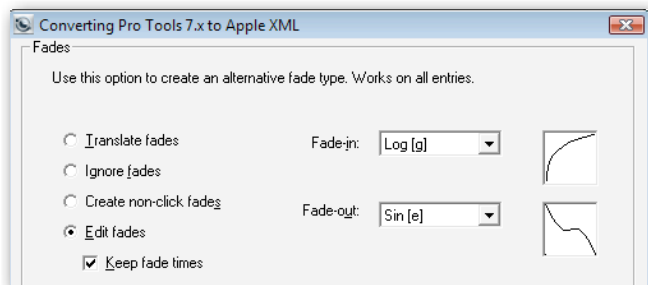 Converting Pro Tools 7.x to Apple XML
Fades
Use this option to create an alternative fade type. Works on all entries.
Translate fades
Fade-in: Log [g]
Ignore fades
Create non-click fades
Fade-out: Sin [e]
Edit fades
Keep fade times